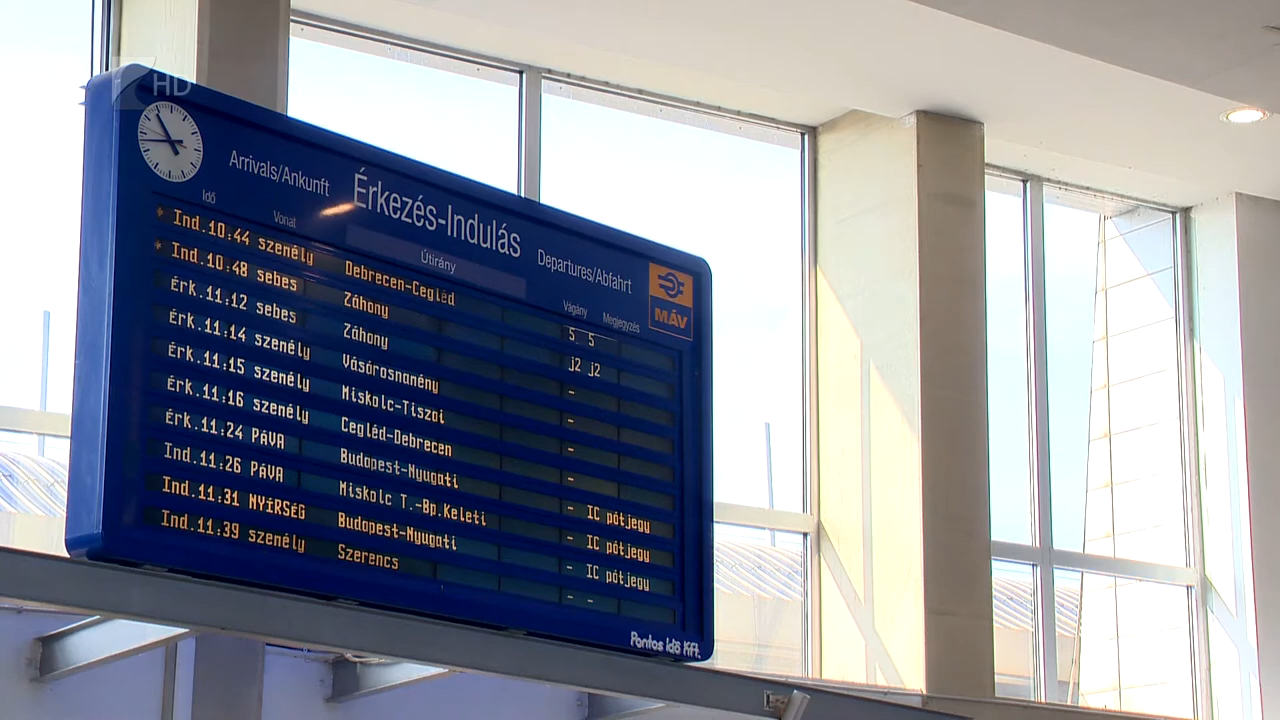 HD
Arrivals/Ankunft Érkezés-Indulás Departures/Abfahrt
MÁV
Idő Vonat Útirány Vágány Megjegyzés
* Ind.10:44 személy Debrecen-Cegléd 5 5
* Ind.10:48 sebes Záhony j2 j2
Érk.11:12 sebes Záhony -
Érk.11:14 személy Vásárosnamény -
Érk.11:15 személy Miskolc-Tiszai -
Érk.11:16 személy Cegléd-Debrecen -
Érk.11:24 PÁVA Budapest-Nyugati - IC pótjegy
Ind.11:26 PÁVA Miskolc T.-Bp.Keleti - IC pótjegy
Ind.11:31 NYÍRSÉG Budapest-Nyugati - IC pótjegy
Ind.11:39 személy Szerencs - -
Pontos idő Kft.